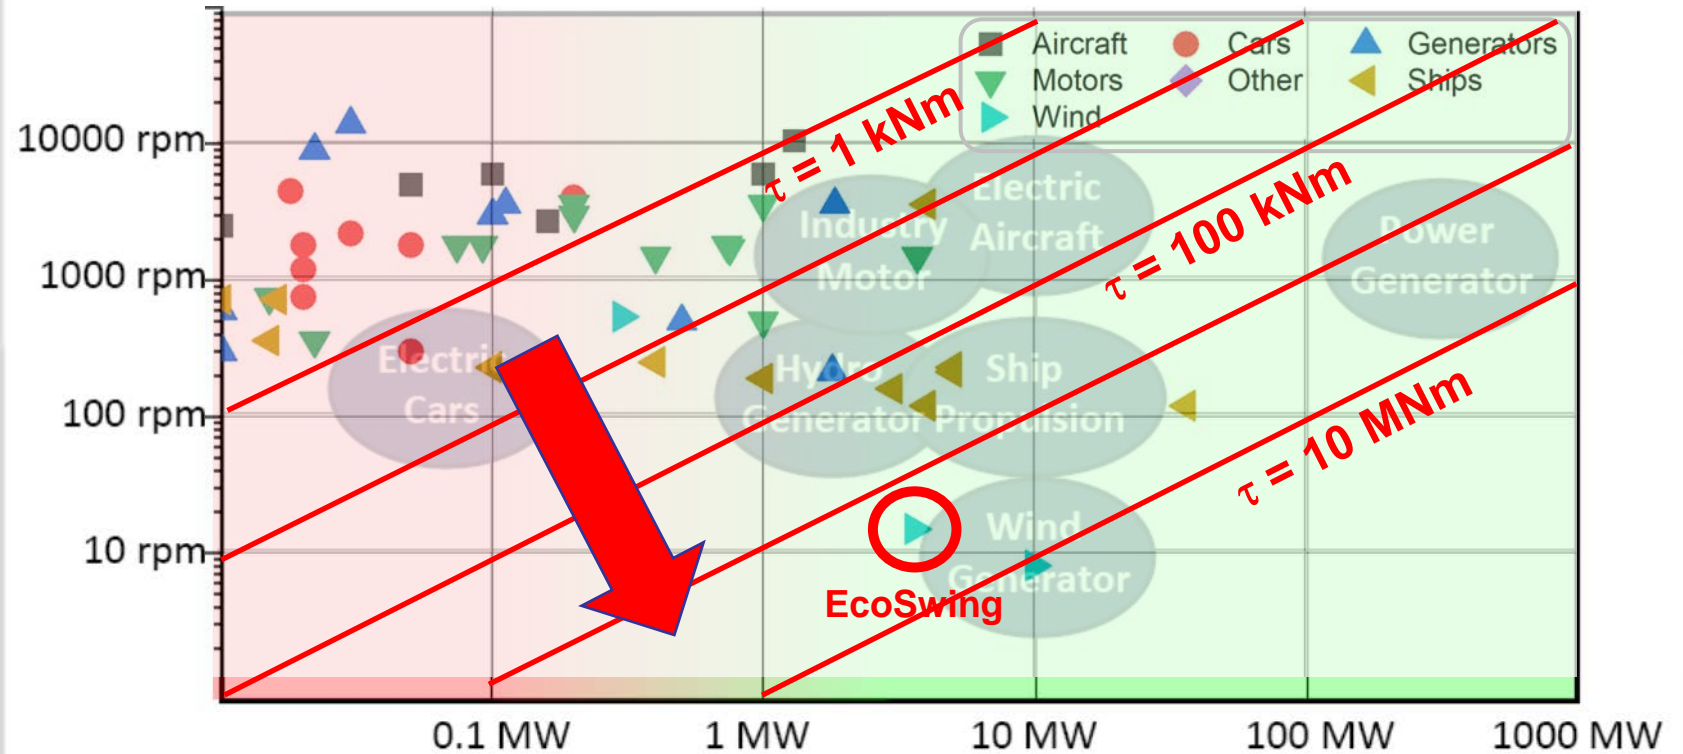 Aircraft
Cars
Generators
Motors
Other
Ships
Wind
10000 rpm
1000 rpm
100 rpm
10 rpm
τ = 1 kNm
τ = 100 kNm
τ = 10 MNm
Electric
Aircraft
Industry
Motor
Power
Generator
Electric
Cars
Hydro
Generator
Ship
Propulsion
Wind
Generator
EcoSwing
0.1 MW
1 MW
10 MW
100 MW
1000 MW